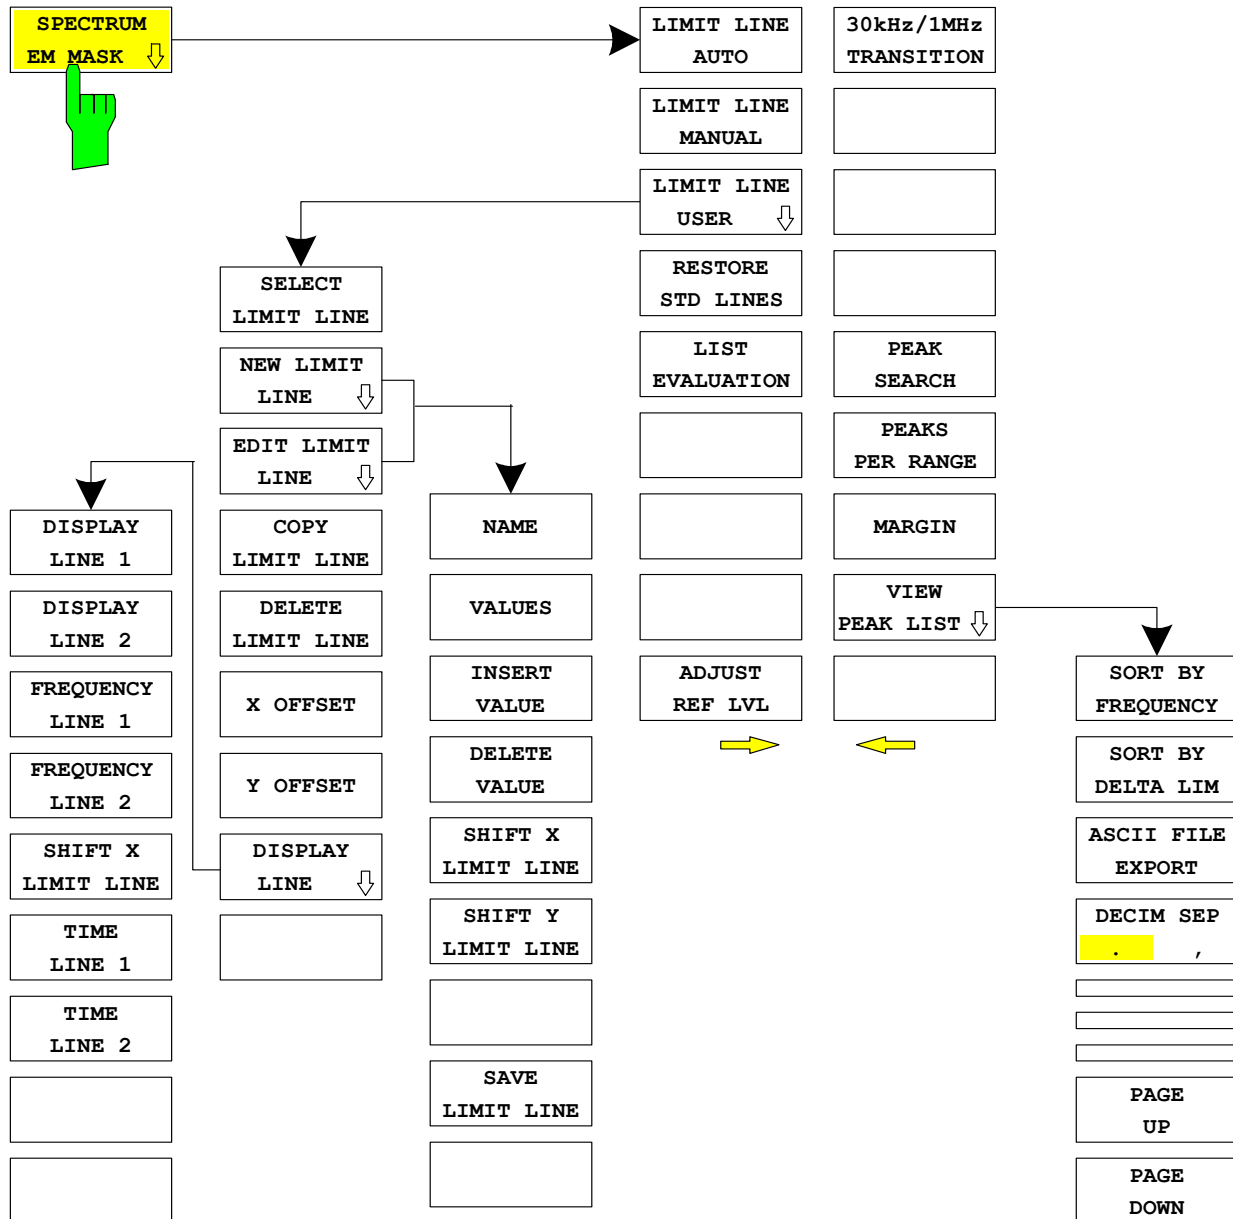 SPECTRUM
EM MASK
LIMIT LINE
AUTO
LIMIT LINE
MANUAL
LIMIT LINE
USER
RESTORE
STD LINES
LIST
EVALUATION
ADJUST
REF LVL
30kHz/1MHz
TRANSITION
PEAK
SEARCH
PEAKS
PER RANGE
MARGIN
VIEW
PEAK LIST
SELECT
LIMIT LINE
NEW LIMIT
LINE
EDIT LIMIT
LINE
COPY
LIMIT LINE
DELETE
LIMIT LINE
X OFFSET
Y OFFSET
DISPLAY
LINE
DISPLAY
LINE 1
DISPLAY
LINE 2
FREQUENCY
LINE 1
FREQUENCY
LINE 2
SHIFT X
LIMIT LINE
TIME
LINE 1
TIME
LINE 2
NAME
VALUES
INSERT
VALUE
DELETE
VALUE
SHIFT X
LIMIT LINE
SHIFT Y
LIMIT LINE
SAVE
LIMIT LINE
SORT BY
FREQUENCY
SORT BY
DELTA LIM
ASCII FILE
EXPORT
DECIM SEP
. ,
PAGE
UP
PAGE
DOWN